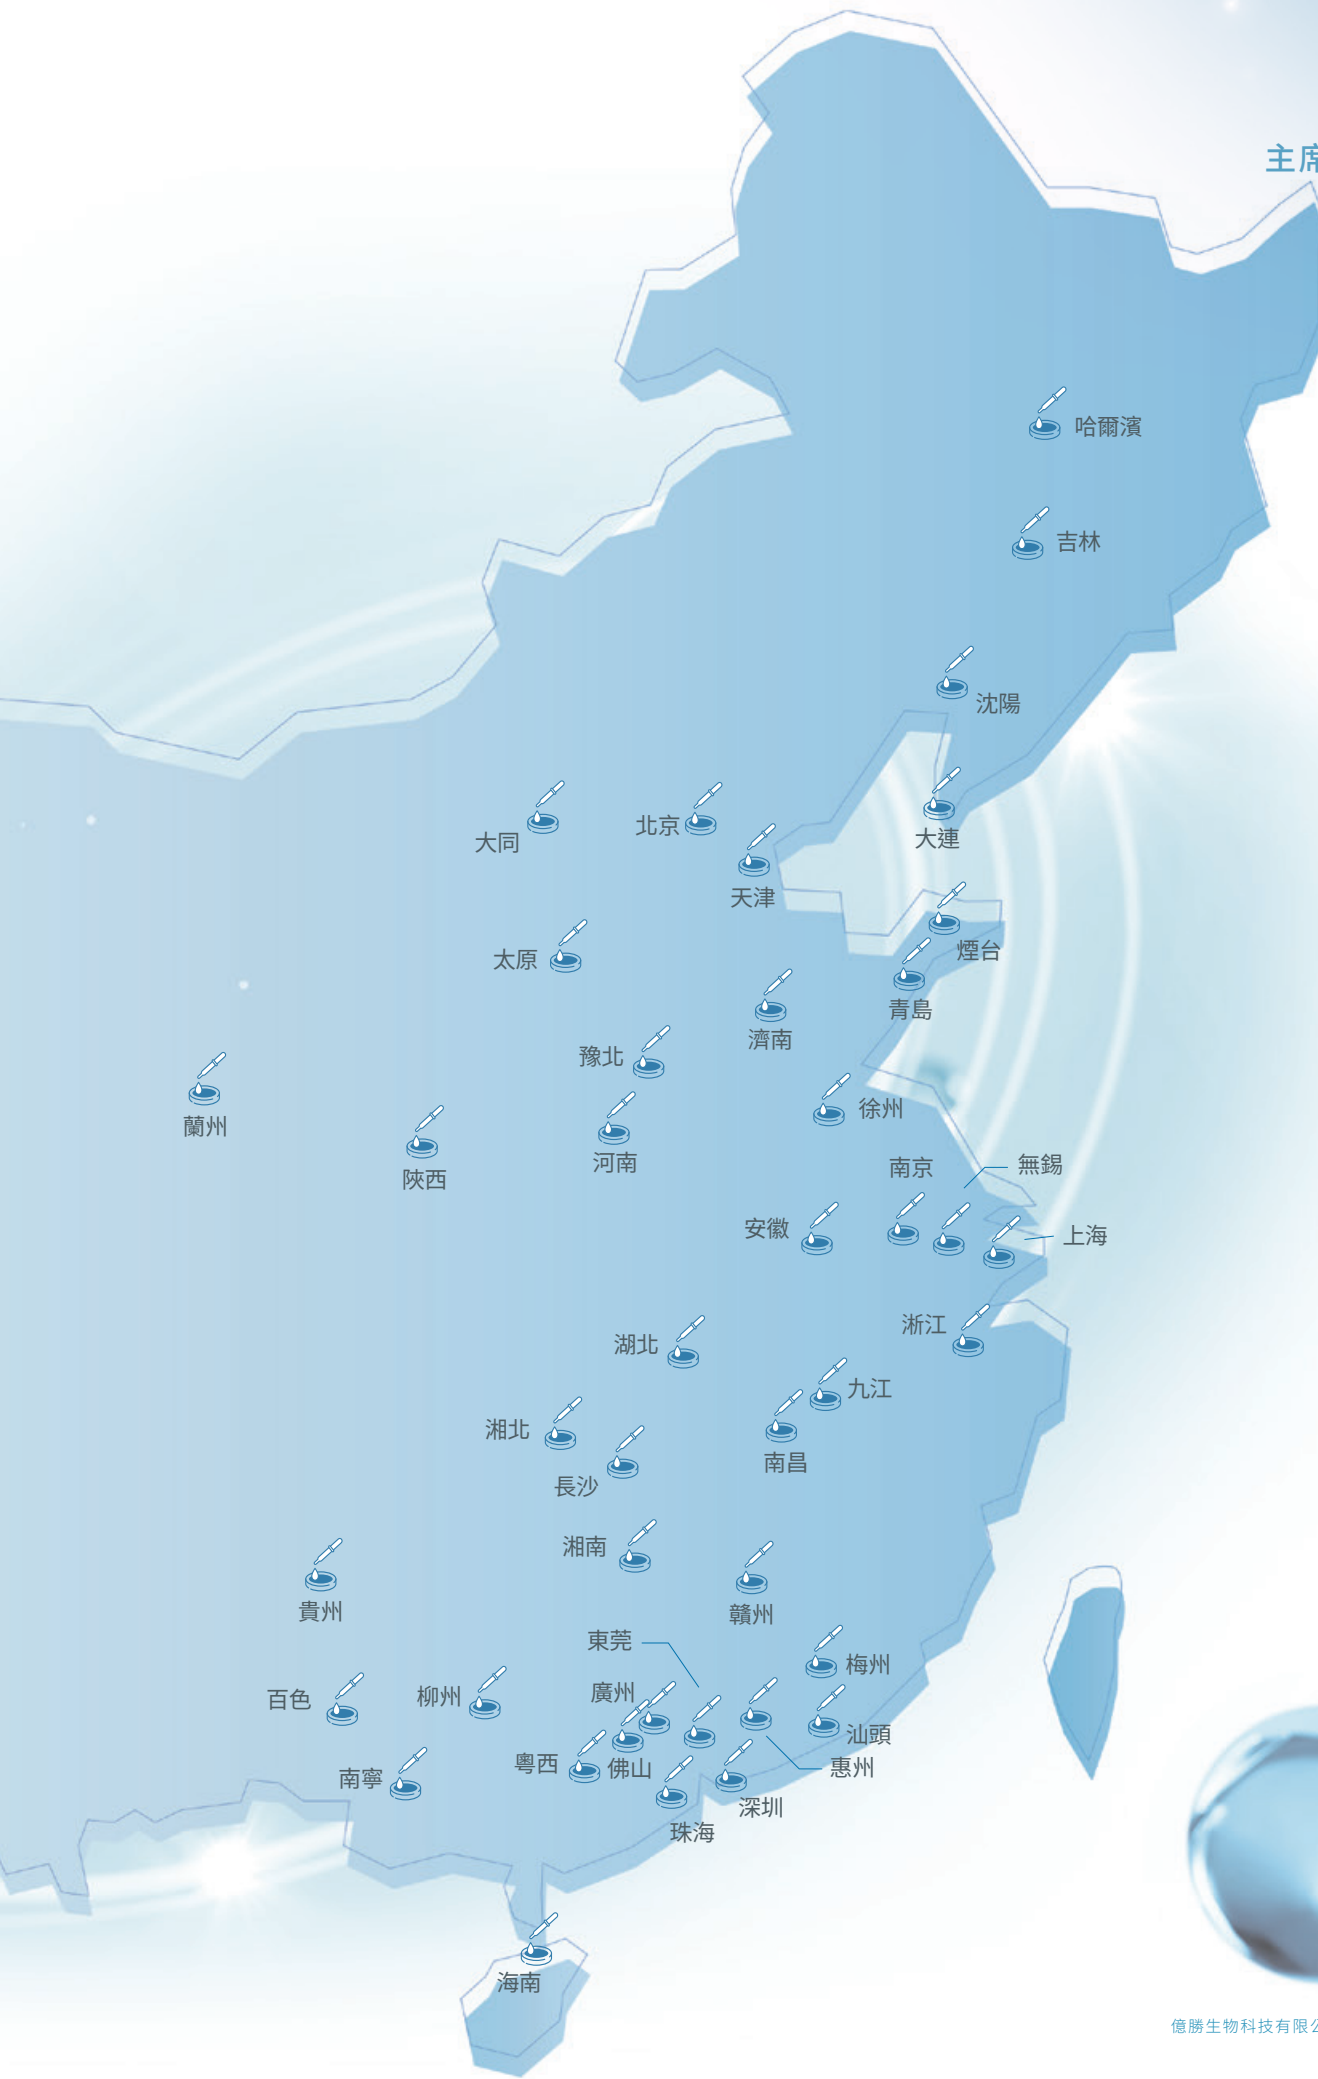 主席
哈爾濱
吉林
沈陽
大同
北京
大連
天津
煙台
太原
青島
濟南
豫北
蘭州
徐州
河南
陝西
南京
無錫
安徽
上海
淅江
湖北
九江
湘北
南昌
長沙
湘南
貴州
贛州
東莞
梅州
百色
柳州
廣州
汕頭
粵西
佛山
惠州
南寧
深圳
珠海
海南
億勝生物科技有限公